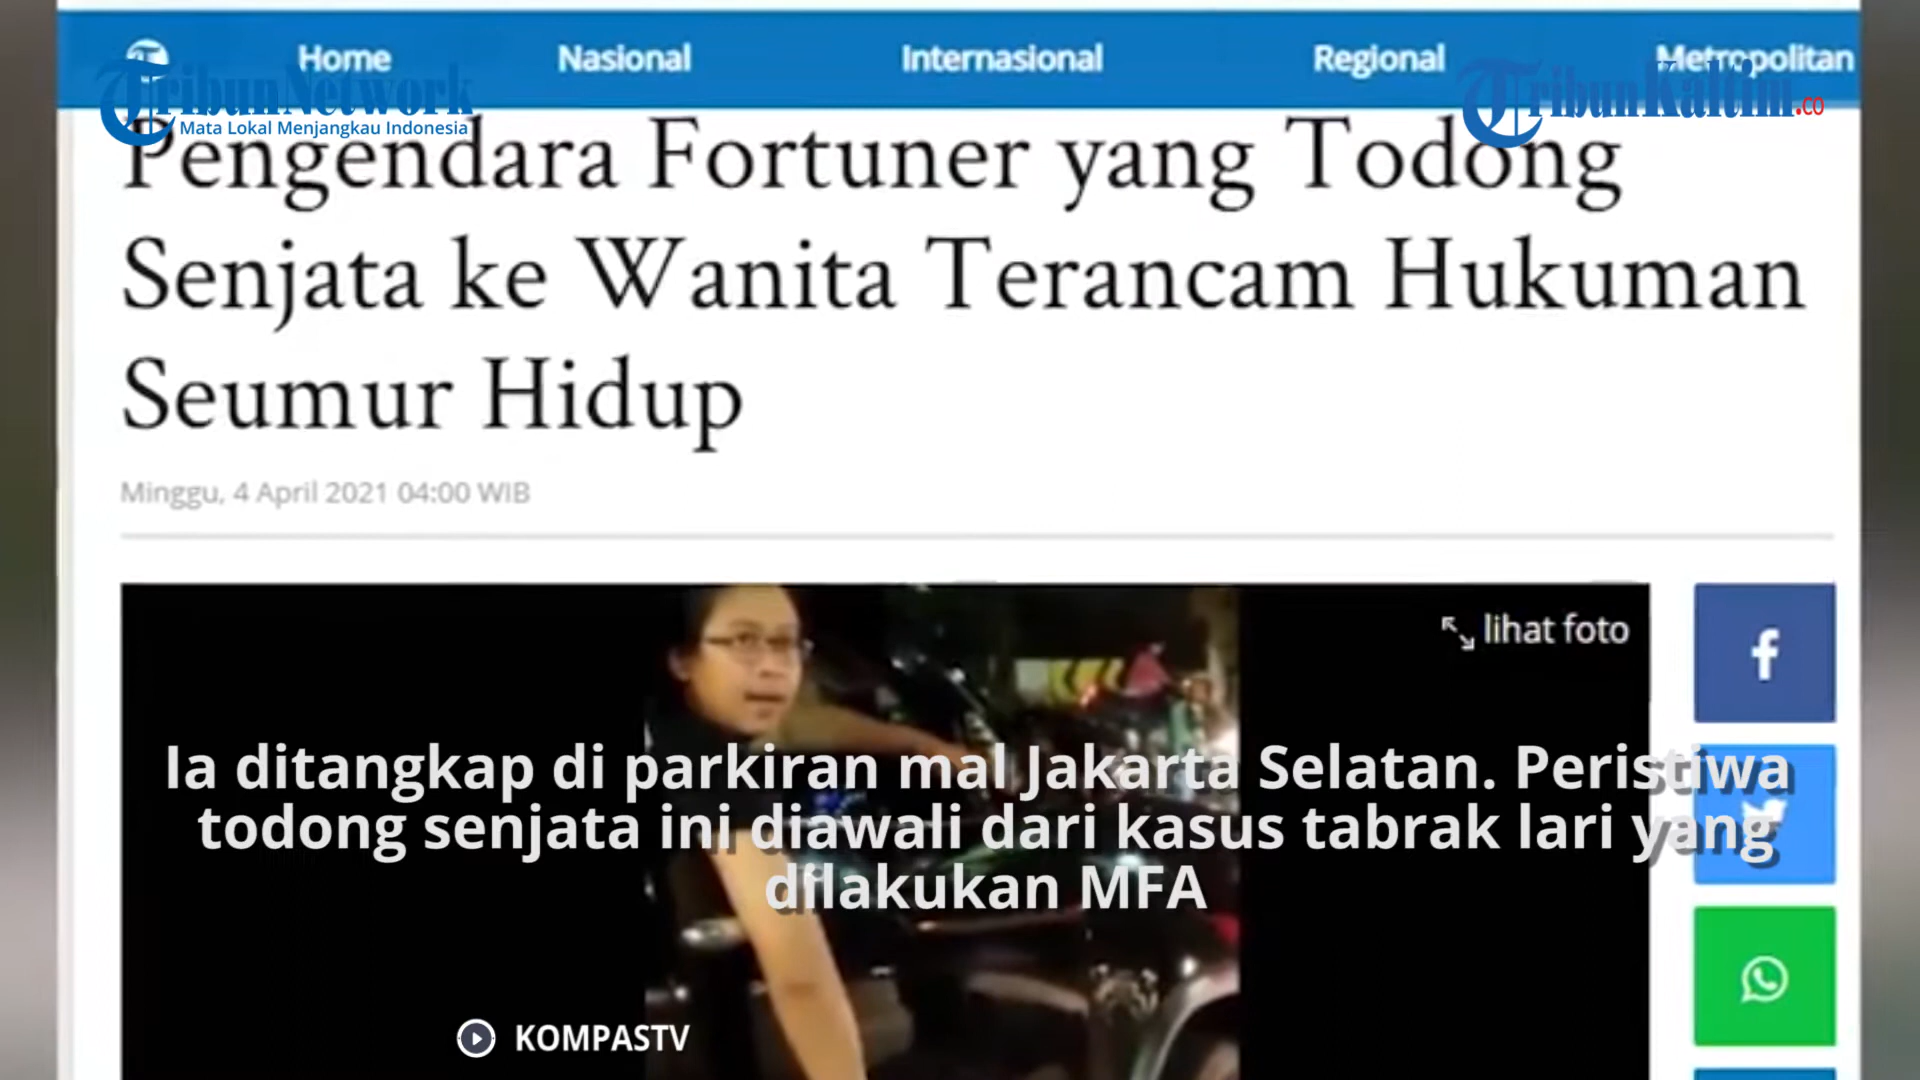 Home Nasional Internasional Regional Metropolitan
TribunNetwork
Mata Lokal Menjangkau Indonesia
TribunKaltim.co
Pengendara Fortuner yang Todong
Senjata ke Wanita Terancam Hukuman
Seumur Hidup
Minggu, 4 April 2021 04:00 WIB
lihat foto
Ia ditangkap di parkiran mal Jakarta Selatan. Peristiwa
todong senjata ini diawali dari kasus tabrak lari yang
dilakukan MFA
KOMPASTV